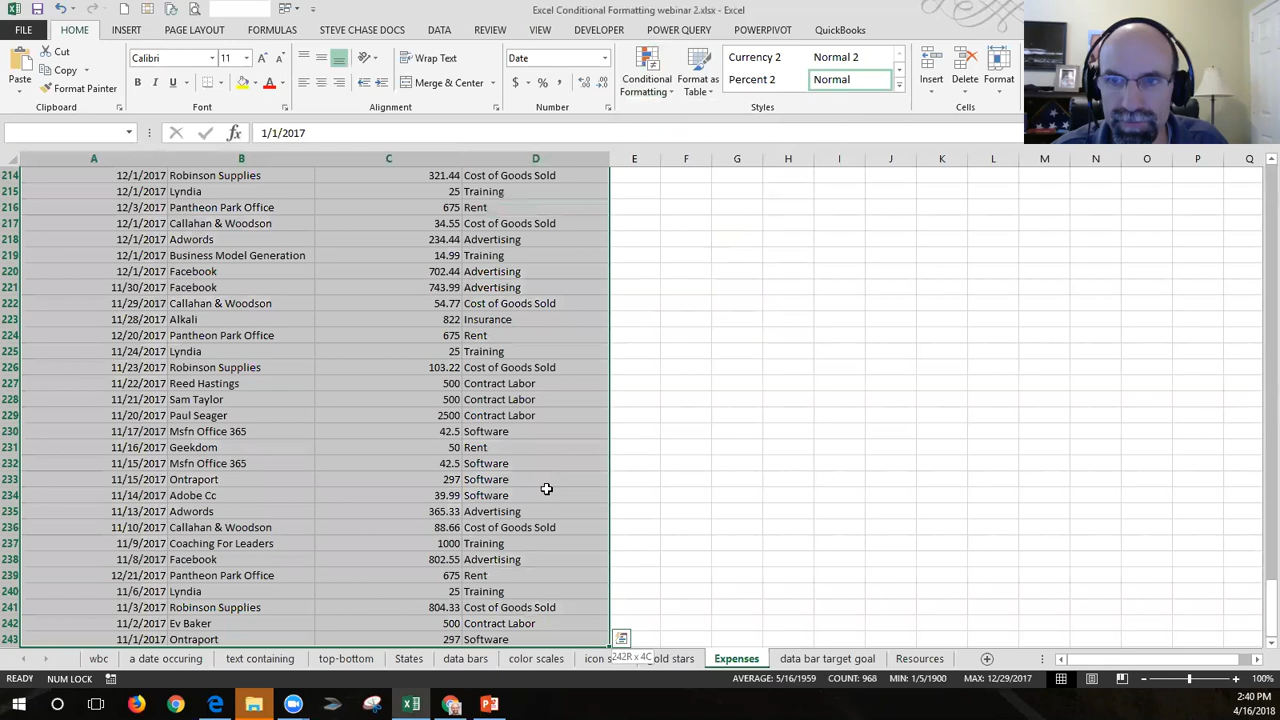 Excel Conditional Formatting webinar 2.xlsx - Excel
FILE HOME INSERT PAGE LAYOUT FORMULAS STEVE CHASE DOCS DATA REVIEW VIEW DEVELOPER POWER QUERY POWERPIVOT QuickBooks
Paste Cut Copy Format Painter Clipboard
Calibri 11 B I U Font
Wrap Text Merge & Center Alignment
Date $ % , Number
Conditional Formatting Format as Table Currency 2 Normal 2 Percent 2 Normal Styles
Insert Delete Format Cells
fx 1/1/2017
A B C D E F G H I J K L M N O P Q
214 12/1/2017 Robinson Supplies 321.44 Cost of Goods Sold
215 12/1/2017 Lyndia 25 Training
216 12/3/2017 Pantheon Park Office 675 Rent
217 12/1/2017 Callahan & Woodson 34.55 Cost of Goods Sold
218 12/1/2017 Adwords 234.44 Advertising
219 12/1/2017 Business Model Generation 14.99 Training
220 12/1/2017 Facebook 702.44 Advertising
221 11/30/2017 Facebook 743.99 Advertising
222 11/29/2017 Callahan & Woodson 54.77 Cost of Goods Sold
223 11/28/2017 Alkali 822 Insurance
224 12/20/2017 Pantheon Park Office 675 Rent
225 11/24/2017 Lyndia 25 Training
226 11/23/2017 Robinson Supplies 103.22 Cost of Goods Sold
227 11/22/2017 Reed Hastings 500 Contract Labor
228 11/22/2017 Sam Taylor 500 Contract Labor
229 11/20/2017 Paul Seager 2500 Contract Labor
230 11/17/2017 Msfn Office 365 42.5 Software
231 11/16/2017 Geekdom 50 Rent
232 11/15/2017 Msfn Office 365 42.5 Software
233 11/15/2017 Ontraport 297 Software
234 11/14/2017 Adobe Cc 39.99 Software
235 11/13/2017 Adwords 365.33 Advertising
236 11/10/2017 Callahan & Woodson 88.66 Cost of Goods Sold
237 11/9/2017 Coaching For Leaders 1000 Training
238 11/8/2017 Facebook 802.55 Advertising
239 12/21/2017 Pantheon Park Office 675 Rent
240 11/6/2017 Lyndia 25 Training
241 11/3/2017 Robinson Supplies 804.33 Cost of Goods Sold
242 11/2/2017 Ev Baker 500 Contract Labor
243 11/1/2017 Ontraport 297 Software
242R x 4C
wbc a date occuring text containing top-bottom States data bars color scales icon s gold stars Expenses data bar target goal Resources
READY NUM LOCK AVERAGE: 5/16/1959 COUNT: 968 MIN: 1/5/1900 MAX: 12/29/2017 100%
2:40 PM
4/16/2018